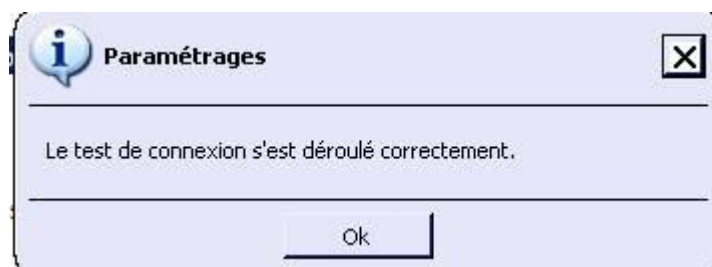 Paramétrages
Le test de connexion s'est déroulé correctement.
Ok